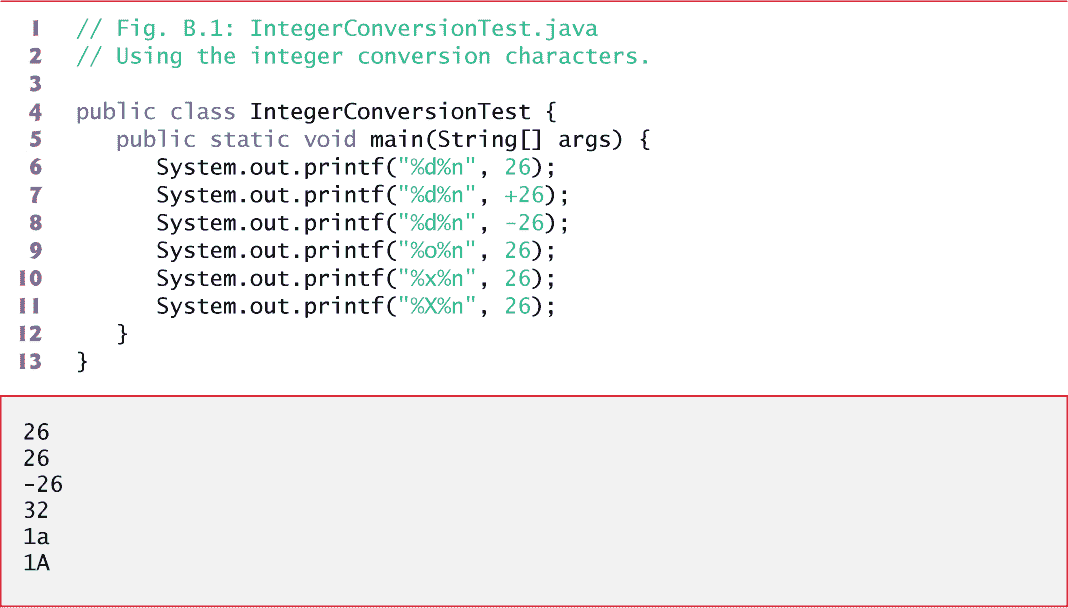 1 // Fig. B.1: IntegerConversionTest.java
2 // Using the integer conversion characters.
3
4 public class IntegerConversionTest {
5 public static void main(String[] args) {
6 System.out.printf("%d%n", 26);
7 System.out.printf("%d%n", +26);
8 System.out.printf("%d%n", -26);
9 System.out.printf("%o%n", 26);
10 System.out.printf("%x%n", 26);
11 System.out.printf("%X%n", 26);
12 }
13 }
26
26
-26
32
1a
1A